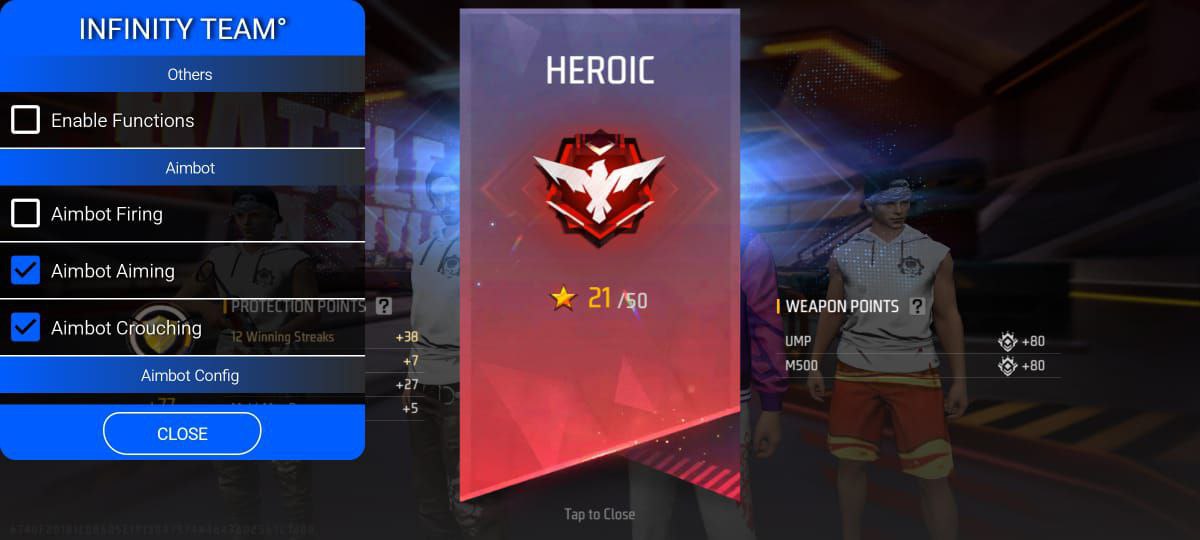 INFINITY TEAM°
Others
Enable Functions
Aimbot
Aimbot Firing
Aimbot Aiming
Aimbot Crouching
Aimbot Config
CLOSE
PROTECTION POINTS ?
12 Winning Streaks +38
+7
+27
+5
HEROIC
21 /50
Tap to Close
WEAPON POINTS ?
UMP +80
M500 +80